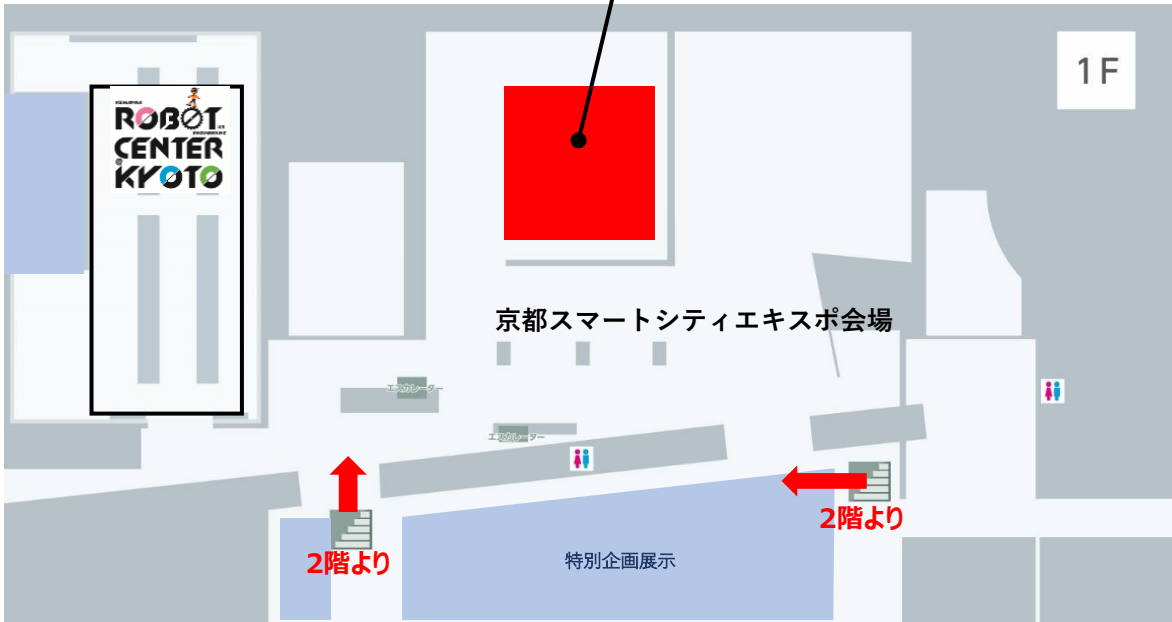 1F
ROBOT
CENTER
@
KYOTO
京都スマートシティエキスポ会場
エスカレーター
エスカレーター
2階より
2階より
特別企画展示